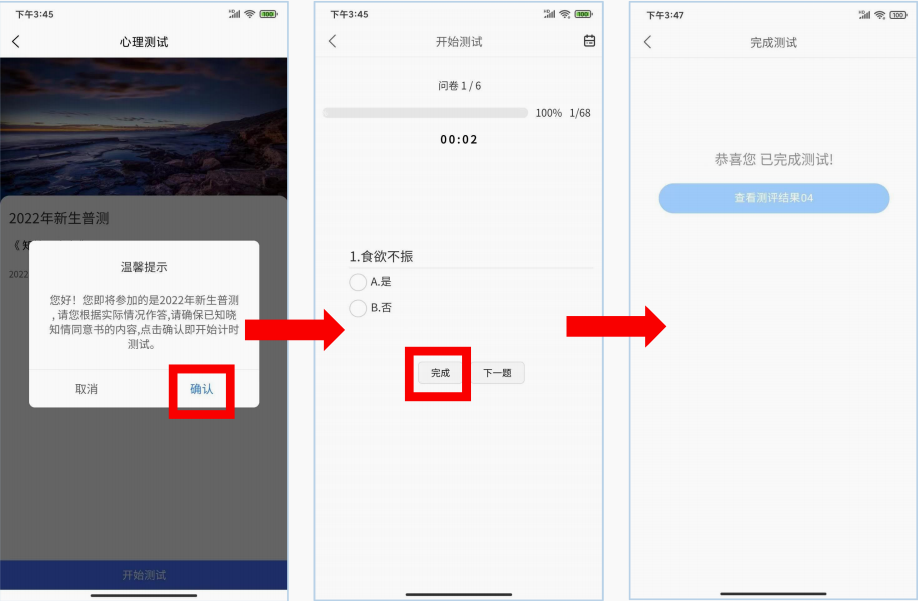 下午3:45
心理测试
2022年新生普测
《知
2022
温馨提示
您好！您即将参加的是2022年新生普测
,请您根据实际情况作答,请确保已知晓
知情同意书的内容,点击确认即开始计时
测试。
取消
确认
开始测试
下午3:45
开始测试
问卷 1 / 6
100% 1/68
00:02
1.食欲不振
A.是
B.否
完成
下一题
下午3:47
完成测试
恭喜您 已完成测试!
查看测评结果04